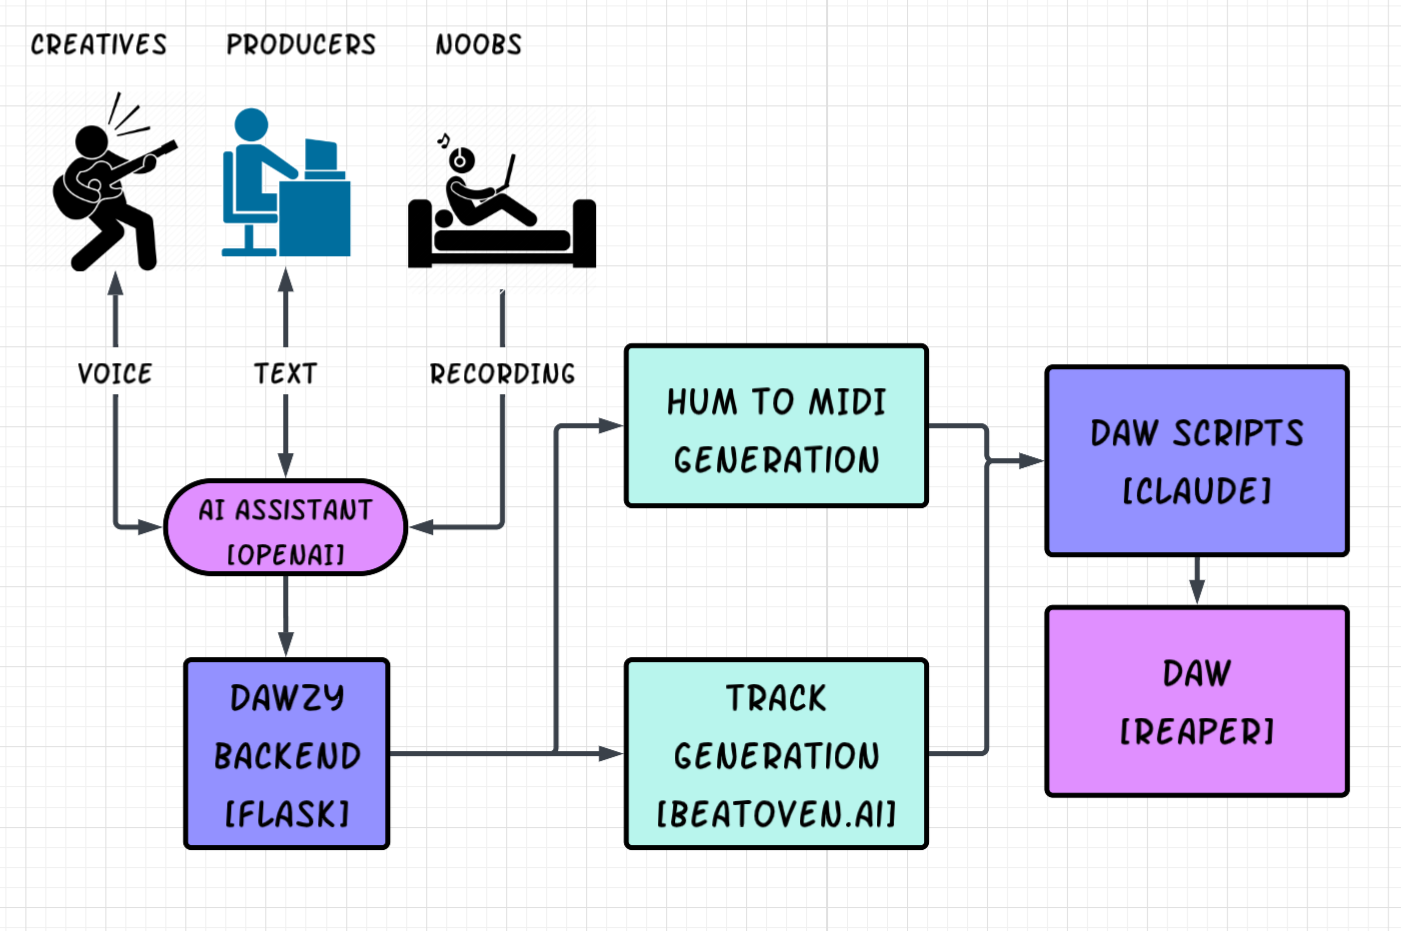 CREATIVES
PRODUCERS
NOOBS
VOICE
TEXT
RECORDING
AI ASSISTANT
[OPENAI]
DAWZY
BACKEND
[FLASK]
HUM TO MIDI
GENERATION
TRACK
GENERATION
[BEATOVEN.AI]
DAW SCRIPTS
[CLAUDE]
DAW
[REAPER]